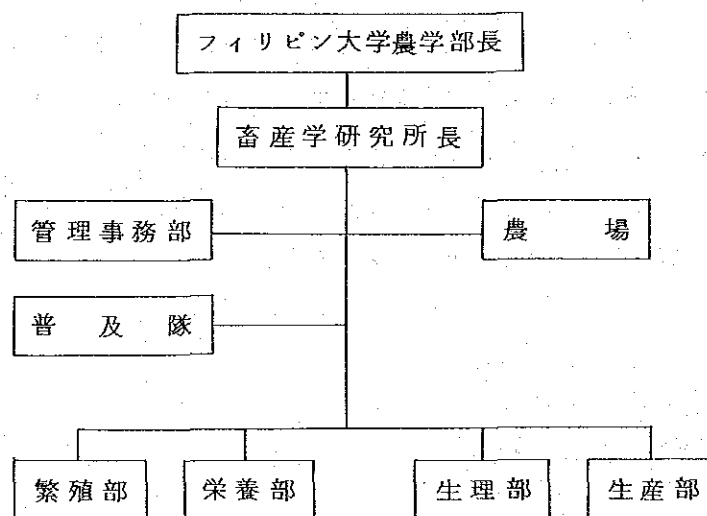 フィリピン大学農学部長
畜産学研究所長
管理事務部
農場
普及隊
繁殖部
栄養部
生理部
生産部